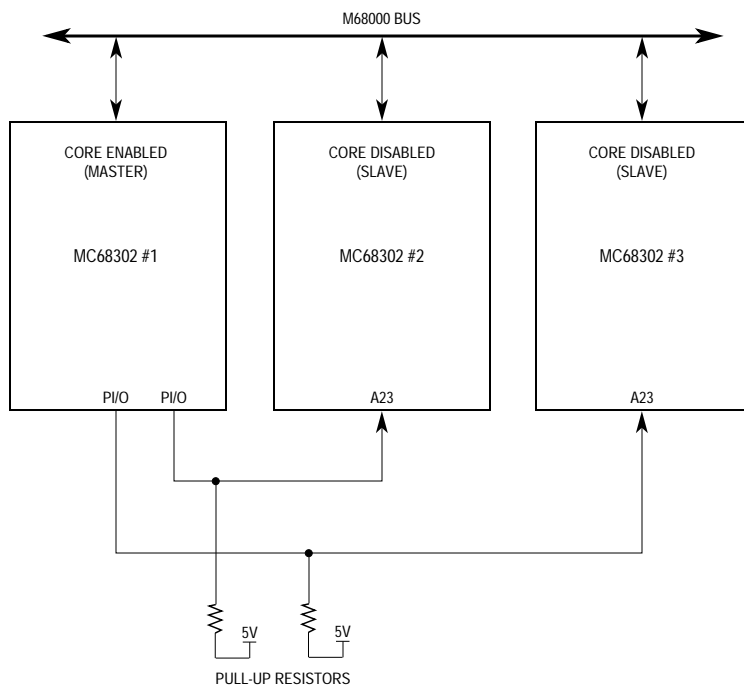 M68000 BUS
CORE ENABLED
(MASTER)
CORE DISABLED
(SLAVE)
CORE DISABLED
(SLAVE)
MC68302 #1
MC68302 #2
MC68302 #3
PI/O
PI/O
A23
A23
5V
5V
PULL-UP RESISTORS